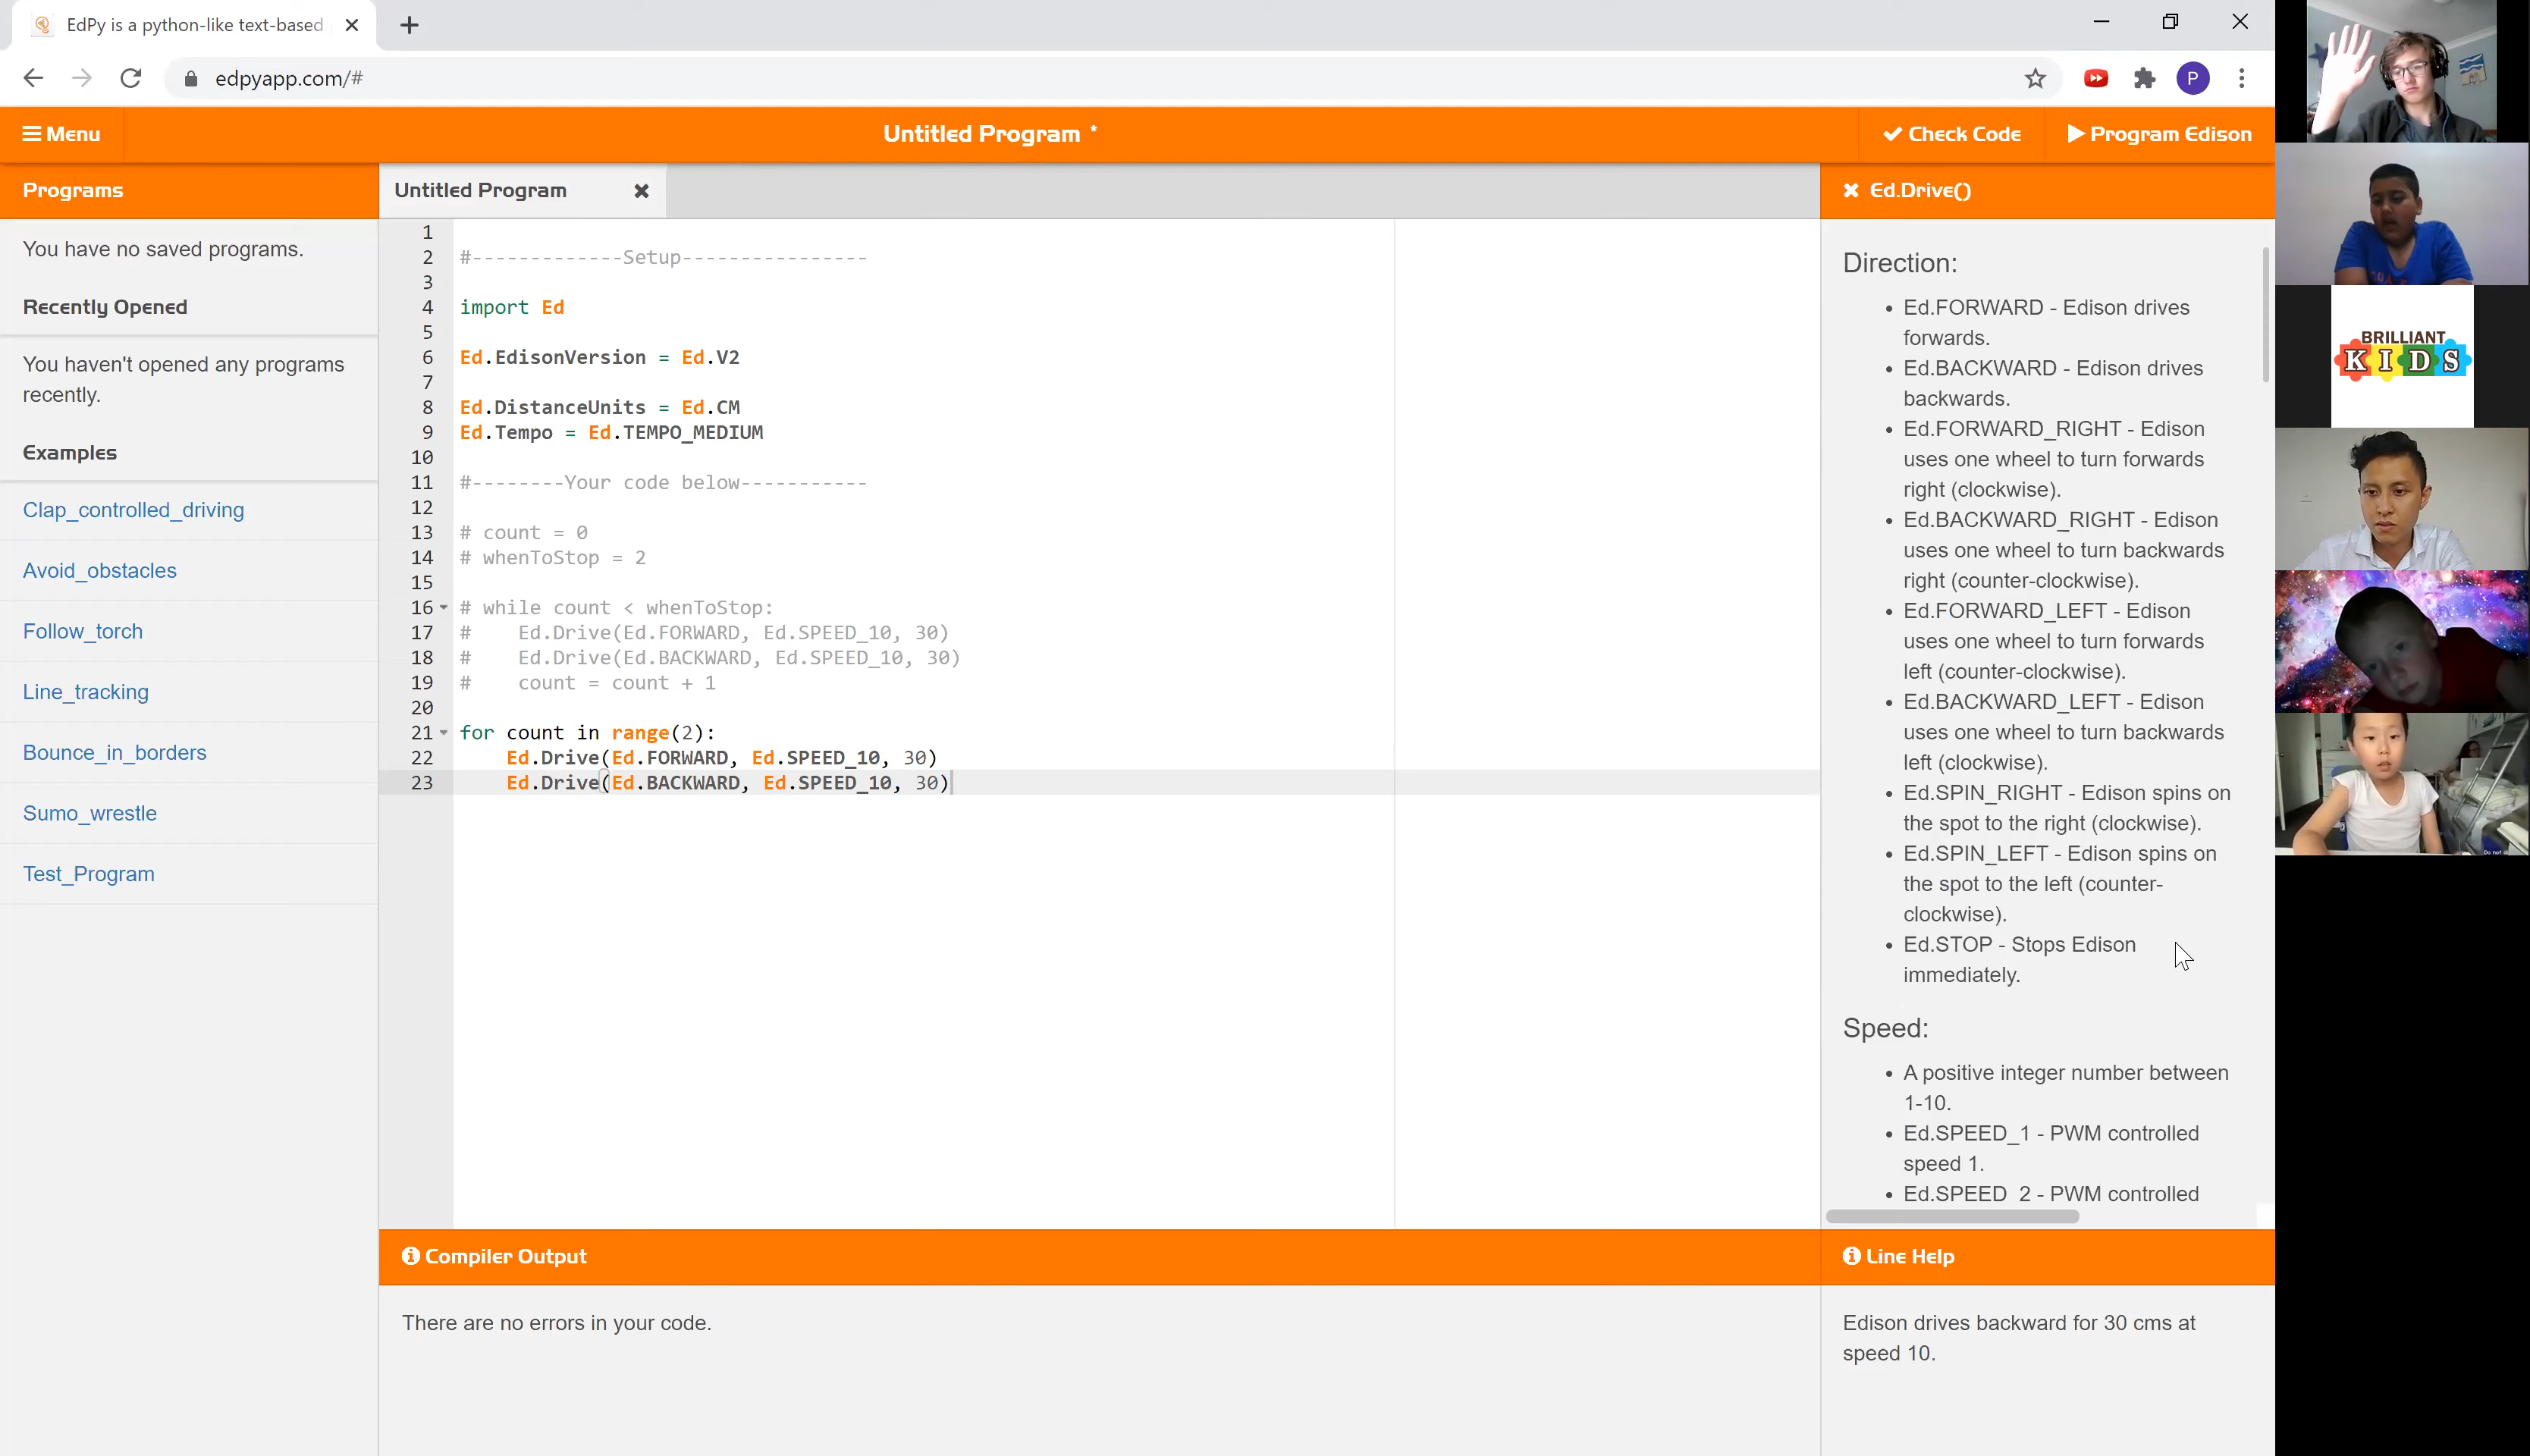 EdPy is a python-like text-based
edpyapp.com/#
P
Menu
Untitled Program *
Check Code
Program Edison
Programs
You have no saved programs.
Recently Opened
You haven't opened any programs
recently.
Examples
Clap_controlled_driving
Avoid_obstacles
Follow_torch
Line_tracking
Bounce_in_borders
Sumo_wrestle
Test_Program
Untitled Program
1
2 #-------------Setup----------------
3
4 import Ed
5
6 Ed.EdisonVersion = Ed.V2
7
8 Ed.DistanceUnits = Ed.CM
9 Ed.Tempo = Ed.TEMPO_MEDIUM
10
11 #--------Your code below-----------
12
13 # count = 0
14 # whenToStop = 2
15
16 # while count < whenToStop:
17 #    Ed.Drive(Ed.FORWARD, Ed.SPEED_10, 30)
18 #    Ed.Drive(Ed.BACKWARD, Ed.SPEED_10, 30)
19 #    count = count + 1
20
21 for count in range(2):
22     Ed.Drive(Ed.FORWARD, Ed.SPEED_10, 30)
23     Ed.Drive(Ed.BACKWARD, Ed.SPEED_10, 30)
Compiler Output
There are no errors in your code.
Ed.Drive()
Direction:
Ed.FORWARD - Edison drives
forwards.
Ed.BACKWARD - Edison drives
backwards.
Ed.FORWARD_RIGHT - Edison
uses one wheel to turn forwards
right (clockwise).
Ed.BACKWARD_RIGHT - Edison
uses one wheel to turn backwards
right (counter-clockwise).
Ed.FORWARD_LEFT - Edison
uses one wheel to turn forwards
left (counter-clockwise).
Ed.BACKWARD_LEFT - Edison
uses one wheel to turn backwards
left (clockwise).
Ed.SPIN_RIGHT - Edison spins on
the spot to the right (clockwise).
Ed.SPIN_LEFT - Edison spins on
the spot to the left (counter-
clockwise).
Ed.STOP - Stops Edison
immediately.
Speed:
A positive integer number between
1-10.
Ed.SPEED_1 - PWM controlled
speed 1.
Ed.SPEED_2 - PWM controlled
Line Help
Edison drives backward for 30 cms at
speed 10.
BRILLIANT
KIDS
Do not